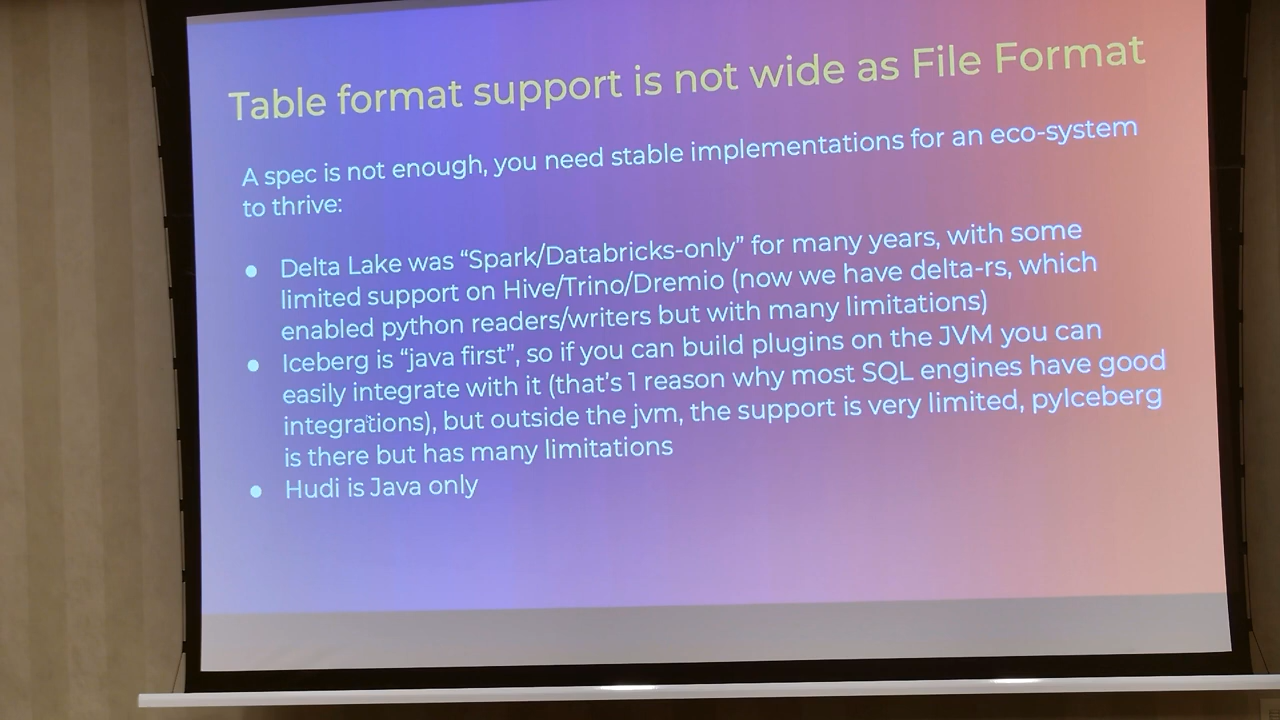 Table format support is not wide as File Format
A spec is not enough, you need stable implementations for an eco-system
to thrive:
● Delta Lake was “Spark/Databricks-only” for many years, with some
limited support on Hive/Trino/Dremio (now we have delta-rs, which
enabled python readers/writers but with many limitations)
● Iceberg is “java first”, so if you can build plugins on the JVM you can
easily integrate with it (that’s 1 reason why most SQL engines have good
integrations), but outside the jvm, the support is very limited, pyIceberg
is there but has many limitations
● Hudi is Java only